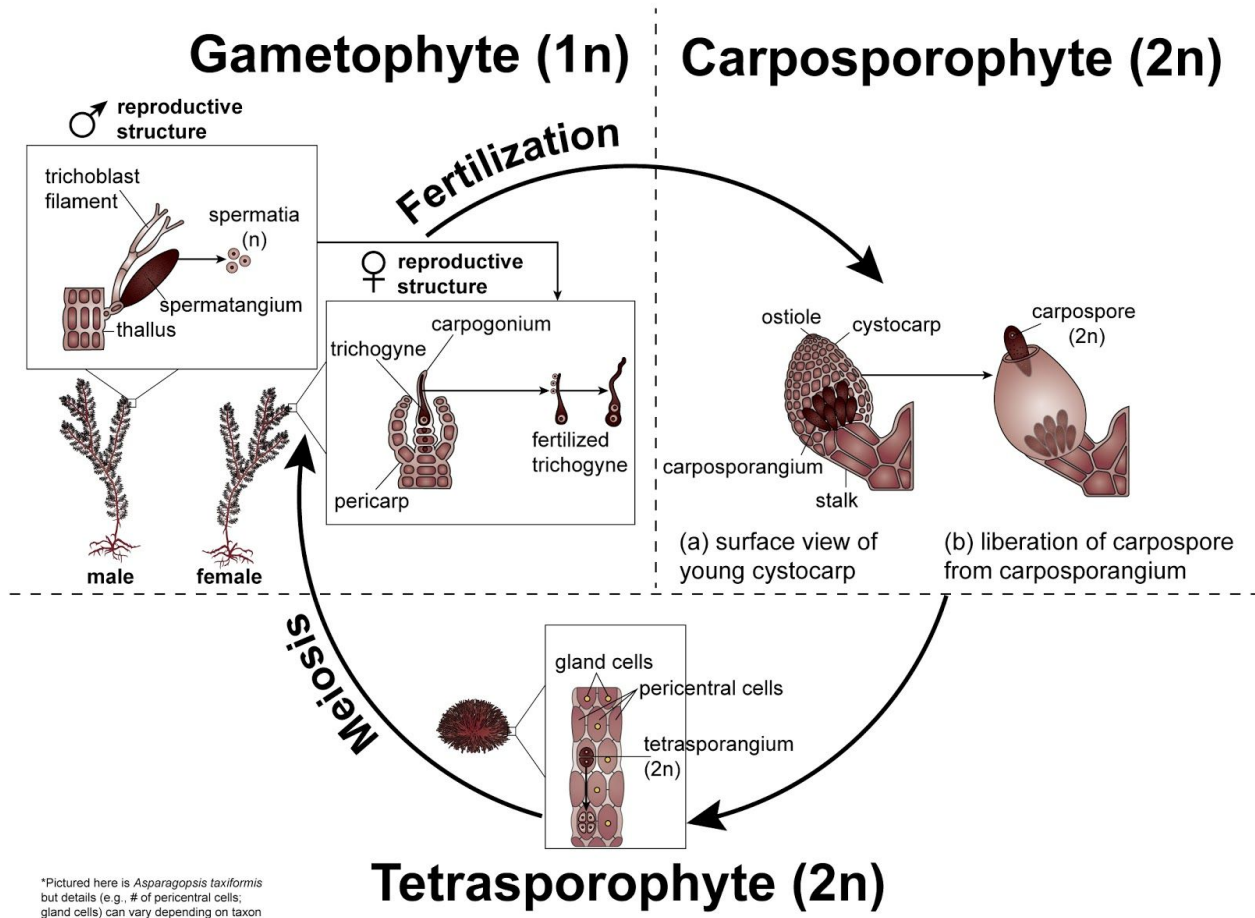 Gametophyte (1n)
Carposporophyte (2n)
♂ reproductive
structure
trichoblast
filament
spermatia
(n)
spermatangium
thallus
Fertilization
♀ reproductive
structure
carpogonium
trichogyne
fertilized
trichogyne
pericarp
male
female
ostiole
cystocarp
carposporangium
stalk
carpospore
(2n)
(a) surface view of
young cystocarp
(b) liberation of carpospore
from carposporangium
Meiosis
gland cells
pericentral cells
tetrasporangium
(2n)
Tetrasporophyte (2n)
*Pictured here is Asparagopsis taxiformis
but details (e.g., # of pericentral cells;
gland cells) can vary depending on taxon